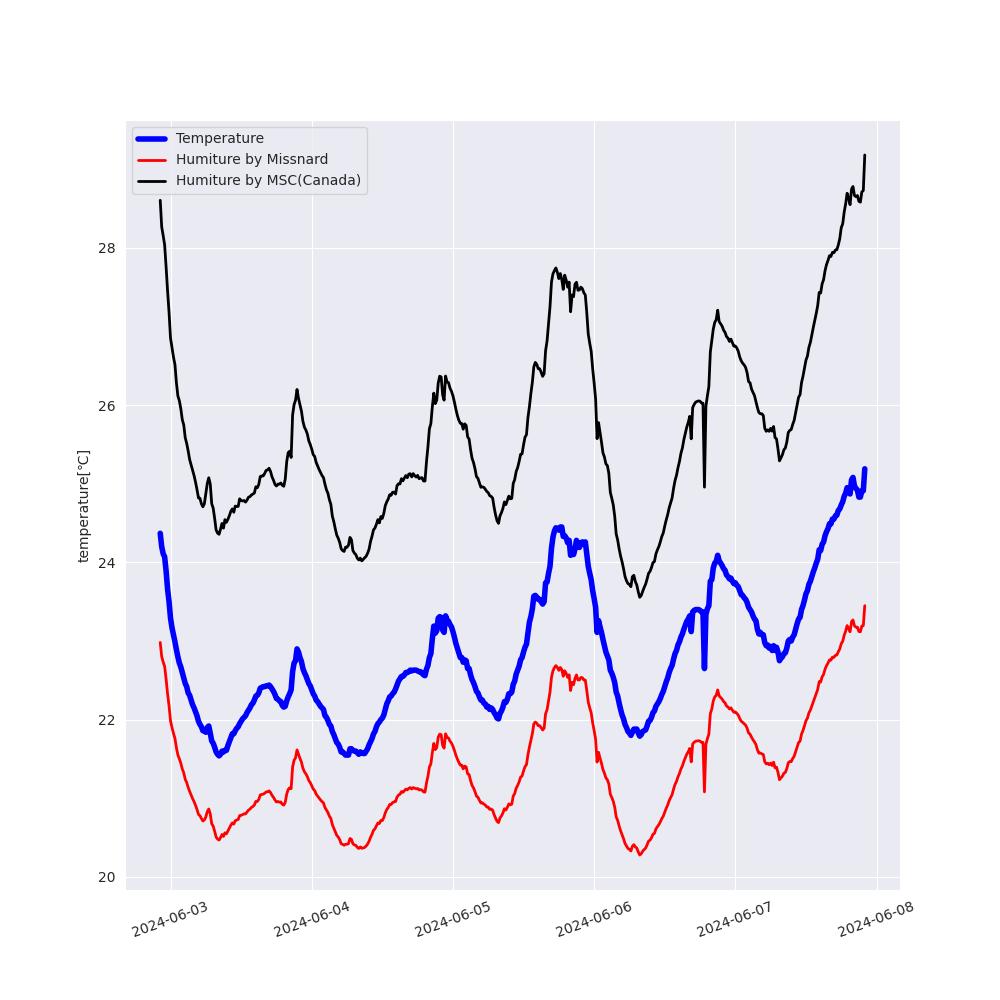 Temperature
Humiture by Missnard
Humiture by MSC(Canada)
28
26
24
22
20
temperature[℃]
2024-06-03
2024-06-04
2024-06-05
2024-06-06
2024-06-07
2024-06-08